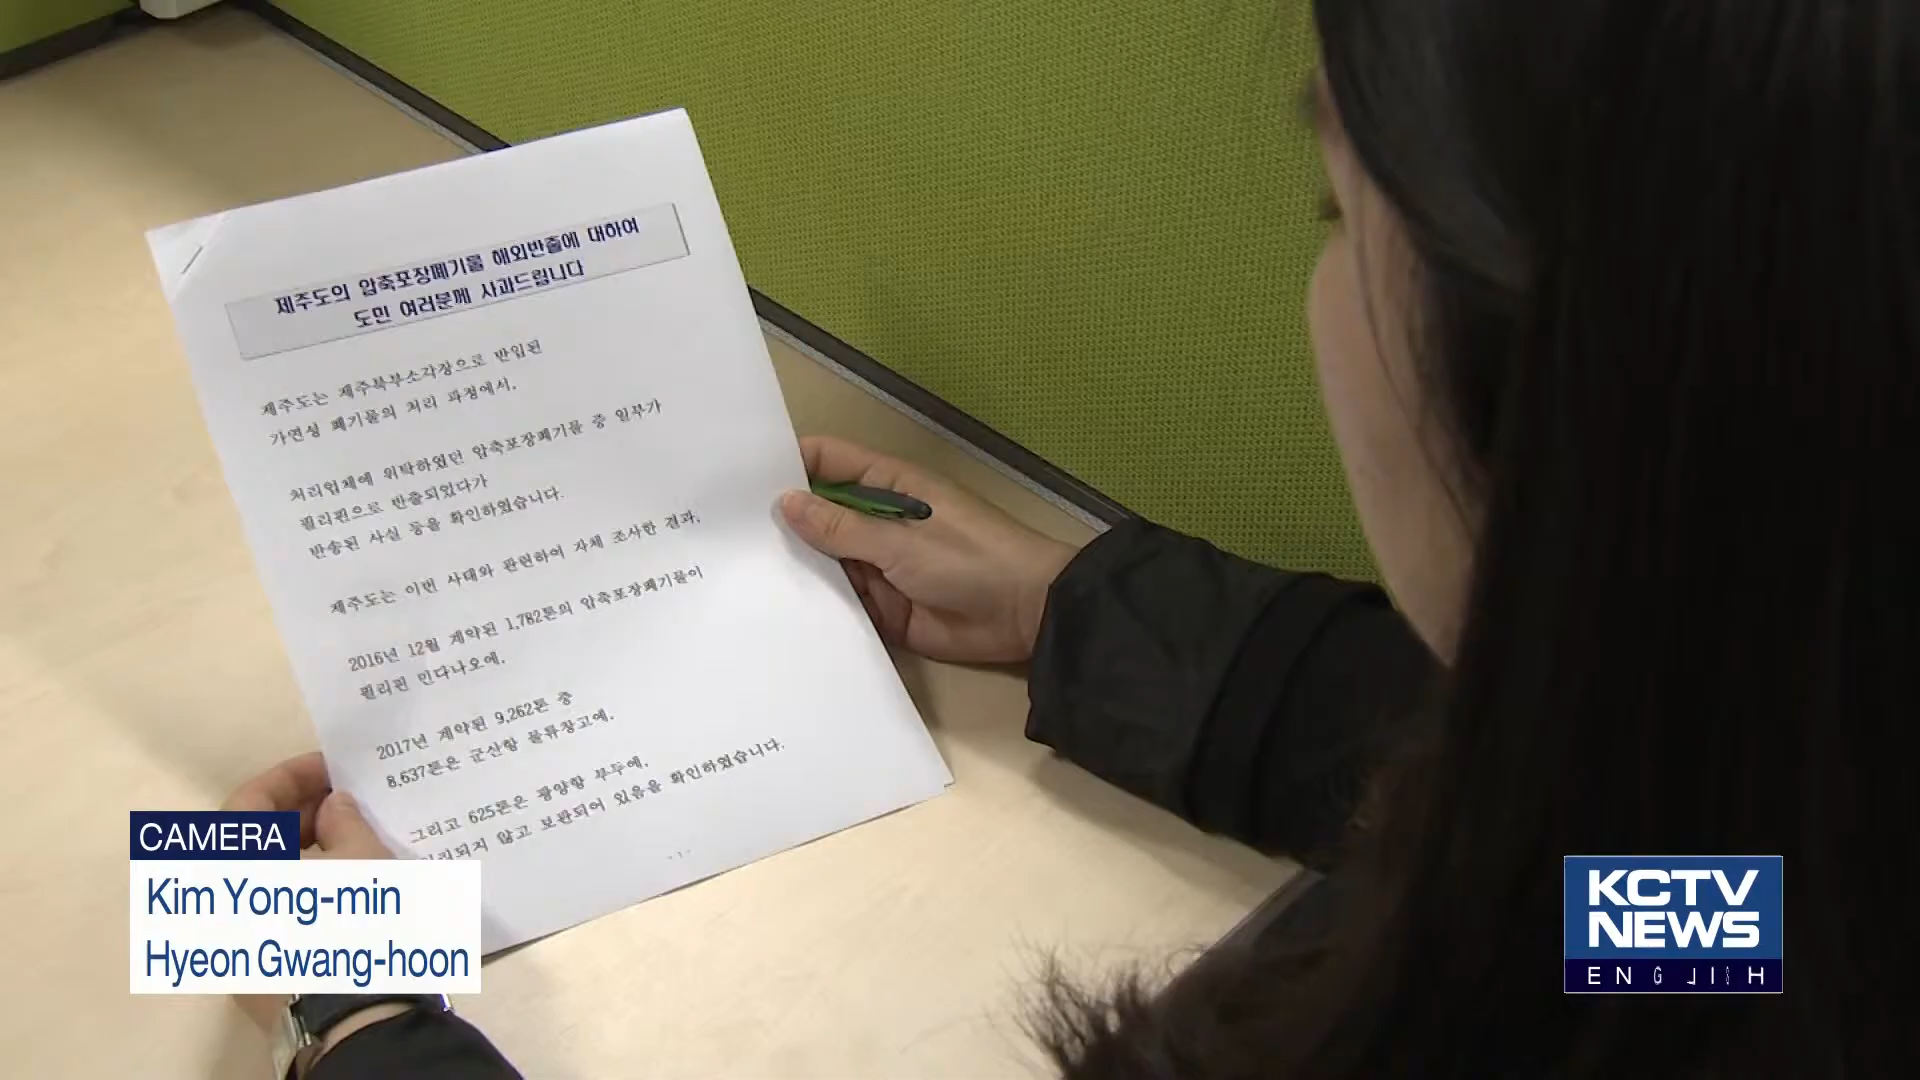 제주도의 압축포장폐기물 해외반출에 대하여
도민 여러분께 사과드립니다
제주도는 제주북부소각장으로 반입된
가연성 폐기물의 처리 과정에서,
처리업체에 위탁하였던 압축포장폐기물 중 일부가
필리핀으로 반출되었다가
반송된 사실 등을 확인하였습니다.
제주도는 이번 사태와 관련하여 자체 조사한 결과,
2016년 12월 계약된 1,782톤의 압축포장폐기물이
필리핀 민다나오에,
2017년 계약된 9,262톤 중
8,637톤은 군산항 물류창고에,
그리고 625톤은 광양항 부두에,
않고 보관되어 있음을 확인하였습니다.
- 1 -
CAMERA
Kim Yong-min
Hyeon Gwang-hoon
KCTV
NEWS
ENGLISH